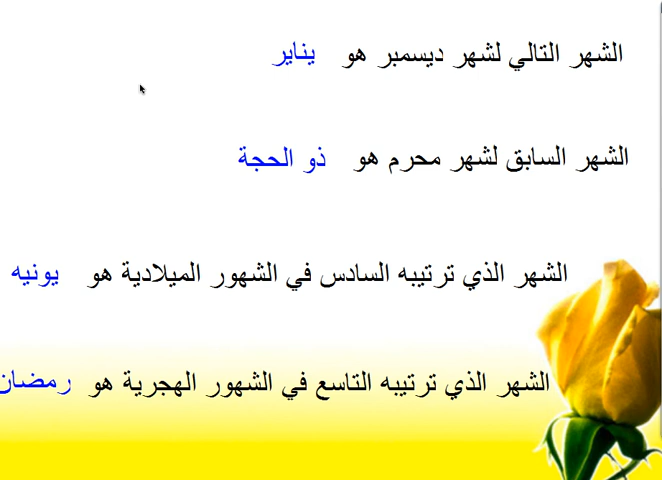 الشهر التالي لشهر ديسمبر هو يناير
الشهر السابق لشهر محرم هو ذو الحجة
الشهر الذي ترتيبه السادس في الشهور الميلادية هو يونيه
الشهر الذي ترتيبه التاسع في الشهور الهجرية هو رمضان